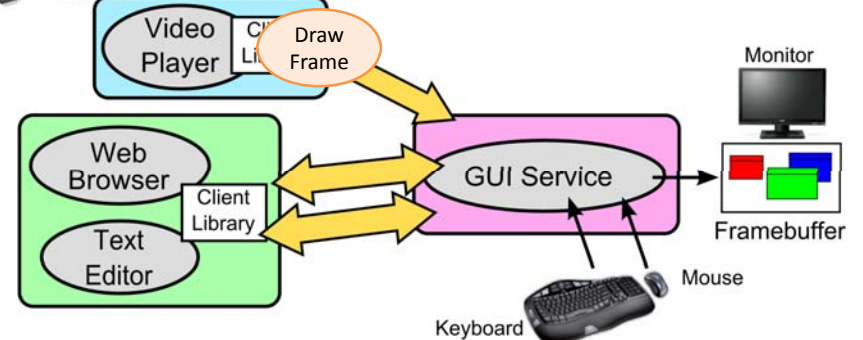 Video
Player
Draw
Frame
Monitor
Web
Browser
Client
Library
Text
Editor
GUI Service
Framebuffer
Mouse
Keyboard